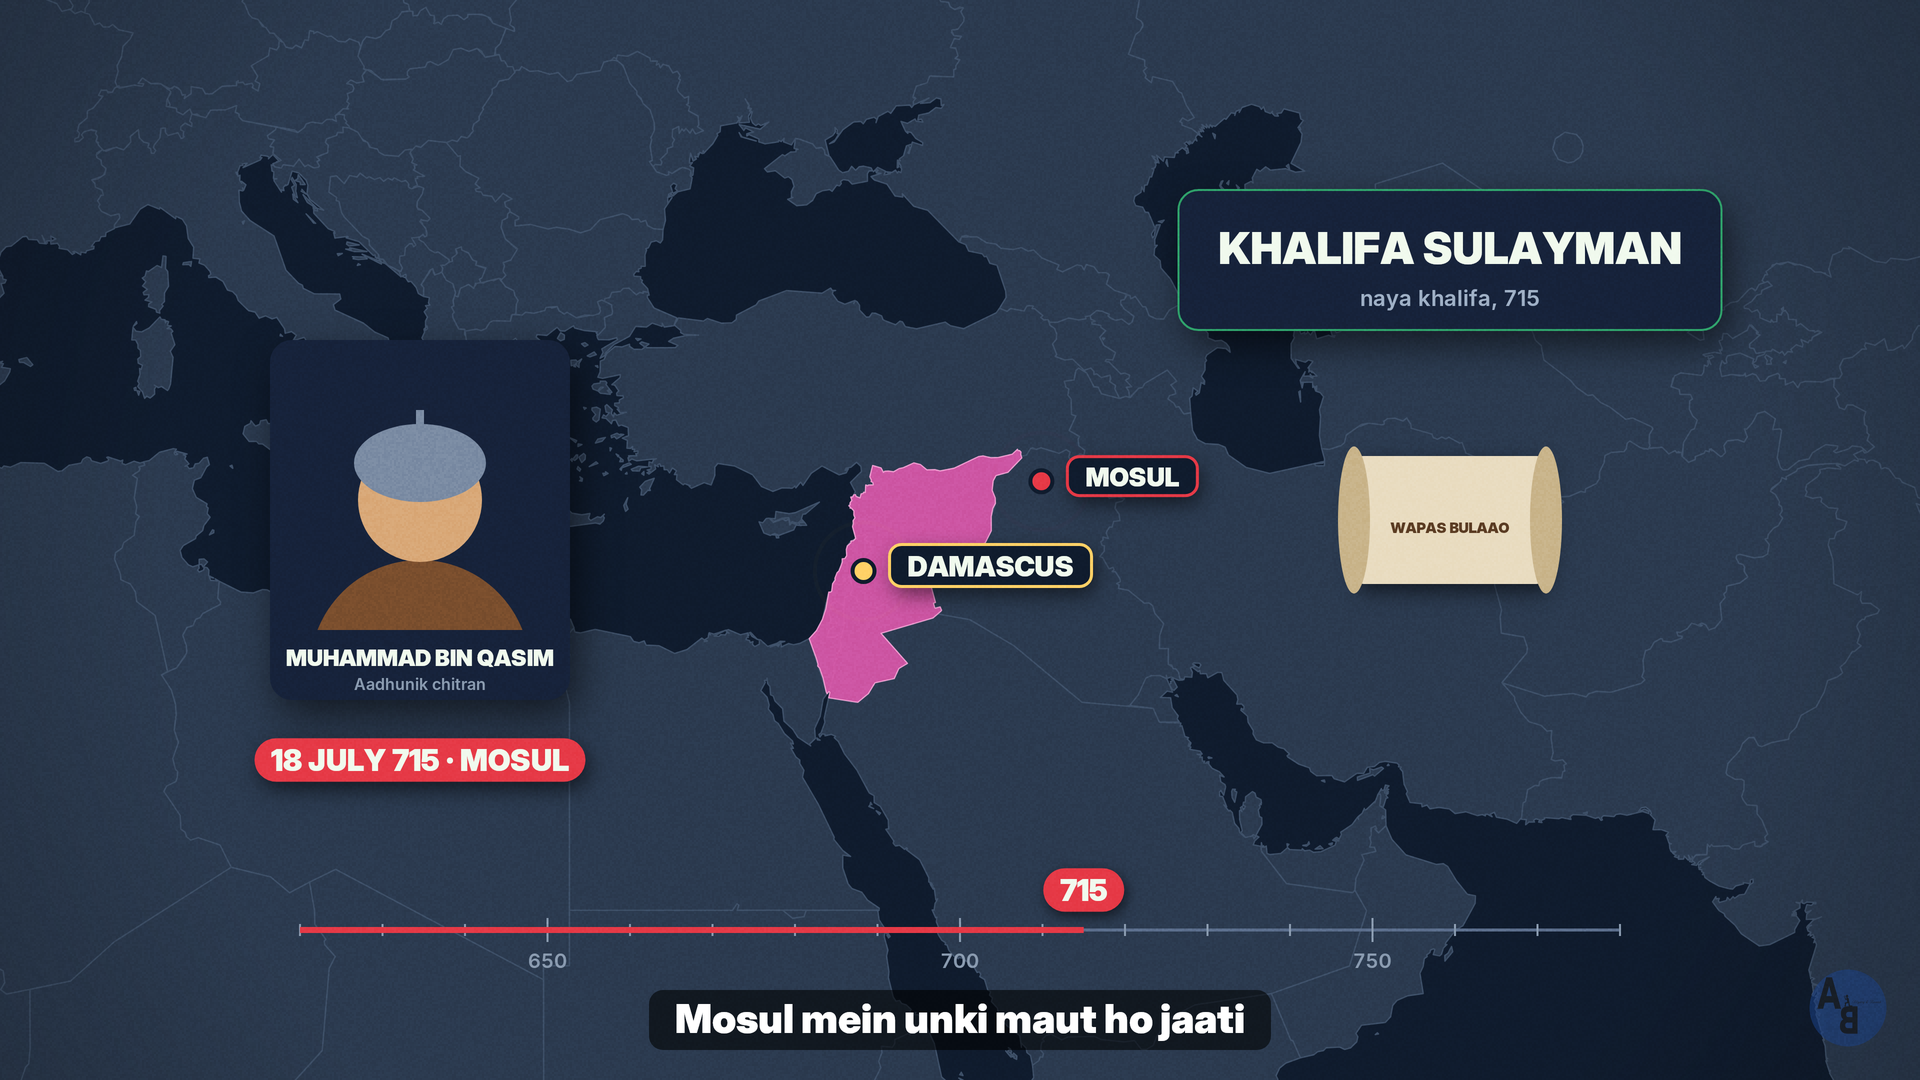 KHALIFA SULAYMAN
naya khalifa, 715
MOSUL
WAPAS BULAAO
DAMASCUS
MUHAMMAD BIN QASIM
Aadhunik chitran
18 JULY 715 · MOSUL
715
650
700
750
Mosul mein unki maut ho jaati
A
B